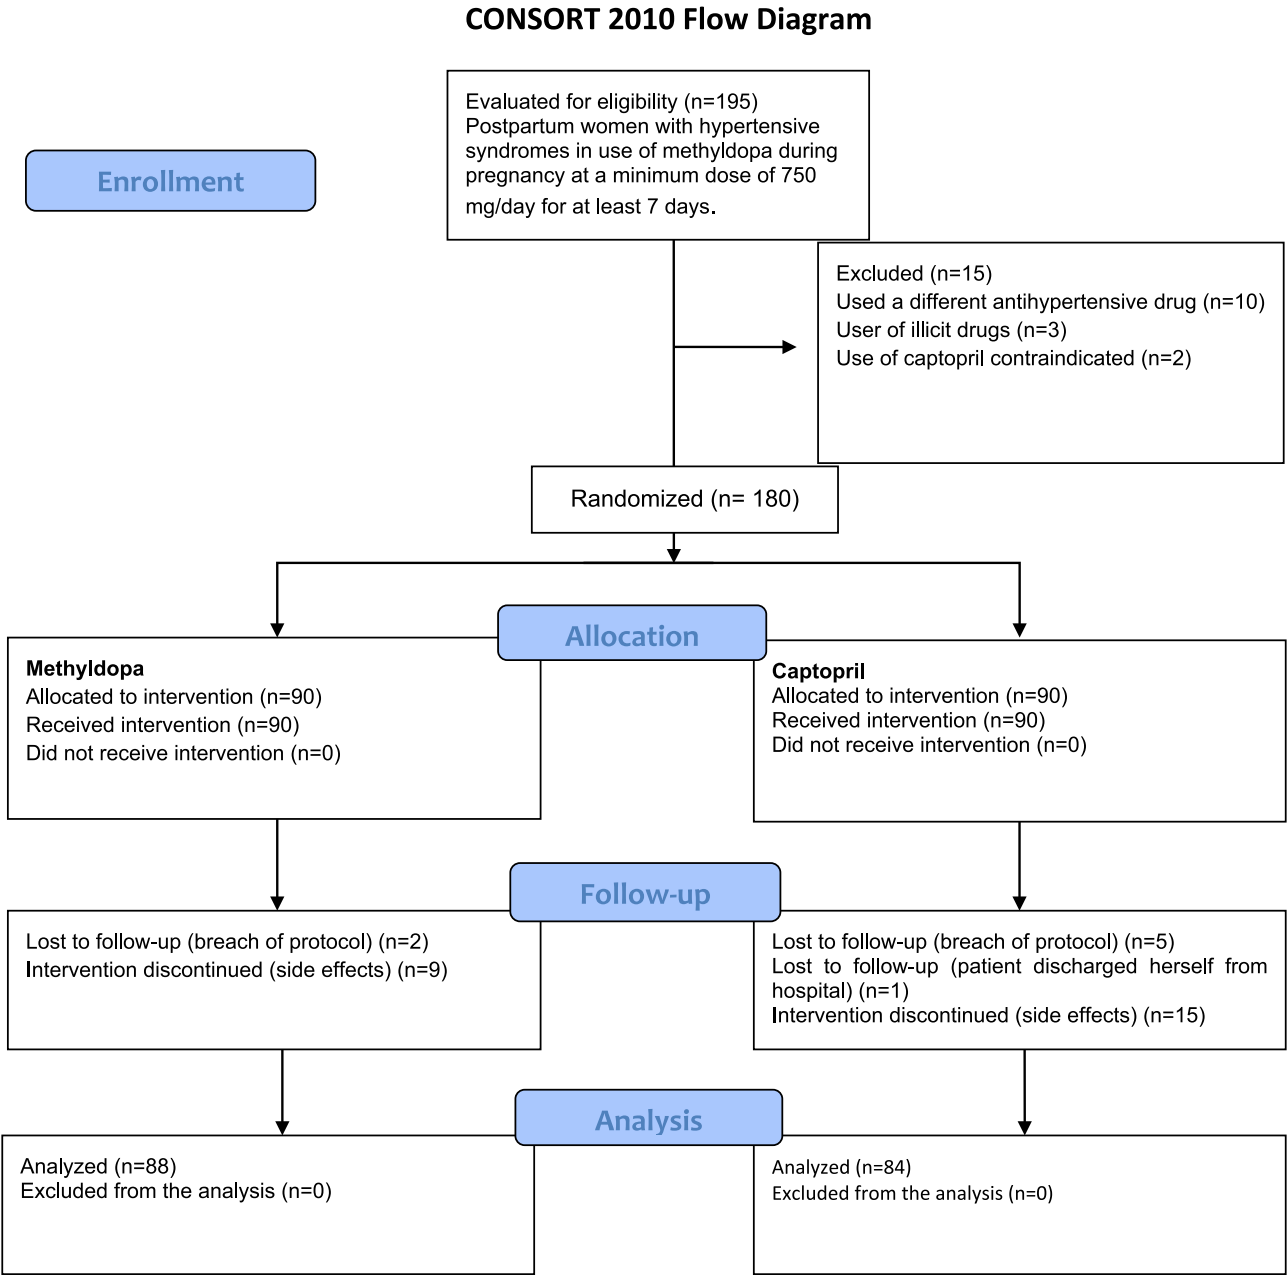 CONSORT 2010 Flow Diagram
Evaluated for eligibility (n=195)
Postpartum women with hypertensive
syndromes in use of methyldopa during
pregnancy at a minimum dose of 750
mg/day for at least 7 days.
Enrollment
Excluded (n=15)
Used a different antihypertensive drug (n=10)
User of illicit drugs (n=3)
Use of captopril contraindicated (n=2)
Randomized (n= 180)
Allocation
Methyldopa
Allocated to intervention (n=90)
Received intervention (n=90)
Did not receive intervention (n=0)
Captopril
Allocated to intervention (n=90)
Received intervention (n=90)
Did not receive intervention (n=0)
Follow-up
Lost to follow-up (breach of protocol) (n=2)
Intervention discontinued (side effects) (n=9)
Lost to follow-up (breach of protocol) (n=5)
Lost to follow-up (patient discharged herself from
hospital) (n=1)
Intervention discontinued (side effects) (n=15)
Analysis
Analyzed (n=88)
Excluded from the analysis (n=0)
Analyzed (n=84)
Excluded from the analysis (n=0)